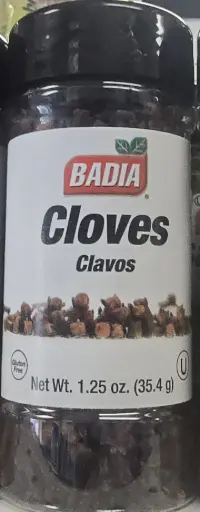 BADIA
Cloves
Clavos
Gluten
Free
U
Net Wt. 1.25 oz. (35.4 g)